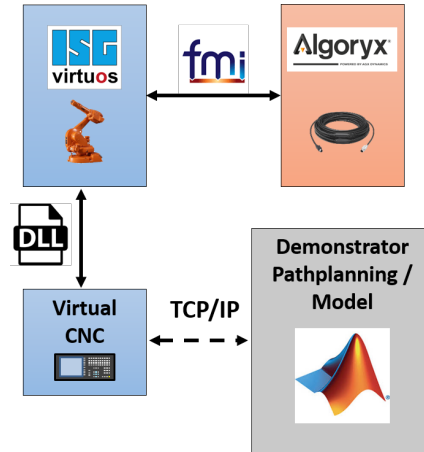 ISG
virtuos
fmi
Algoryx®
POWERED BY AGX DYNAMICS
DLL
Virtual
CNC
TCP/IP
Demonstrator
Pathplanning /
Model